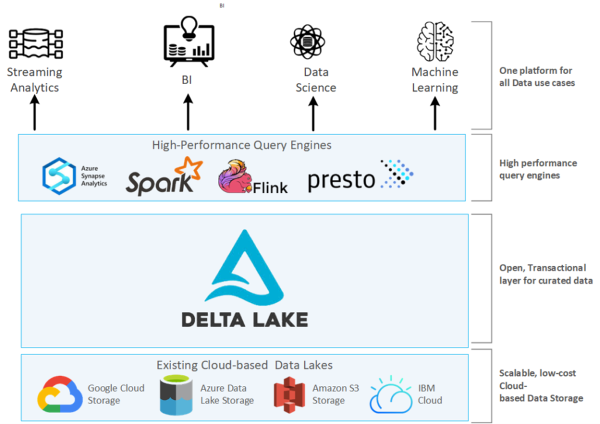 BI
Streaming
Analytics
BI
Data
Science
Machine
Learning
One platform for
all Data use cases
High-Performance Query Engines
Azure
Synapse
Analytics
Spark
Flink
presto
High performance
query engines
DELTA LAKE
Open, Transactional
layer for curated data
Existing Cloud-based Data Lakes
Google Cloud
Storage
Azure Data
Lake Storage
Amazon S3
Storage
IBM
Cloud
Scalable, low-cost
Cloud-
based Data Storage